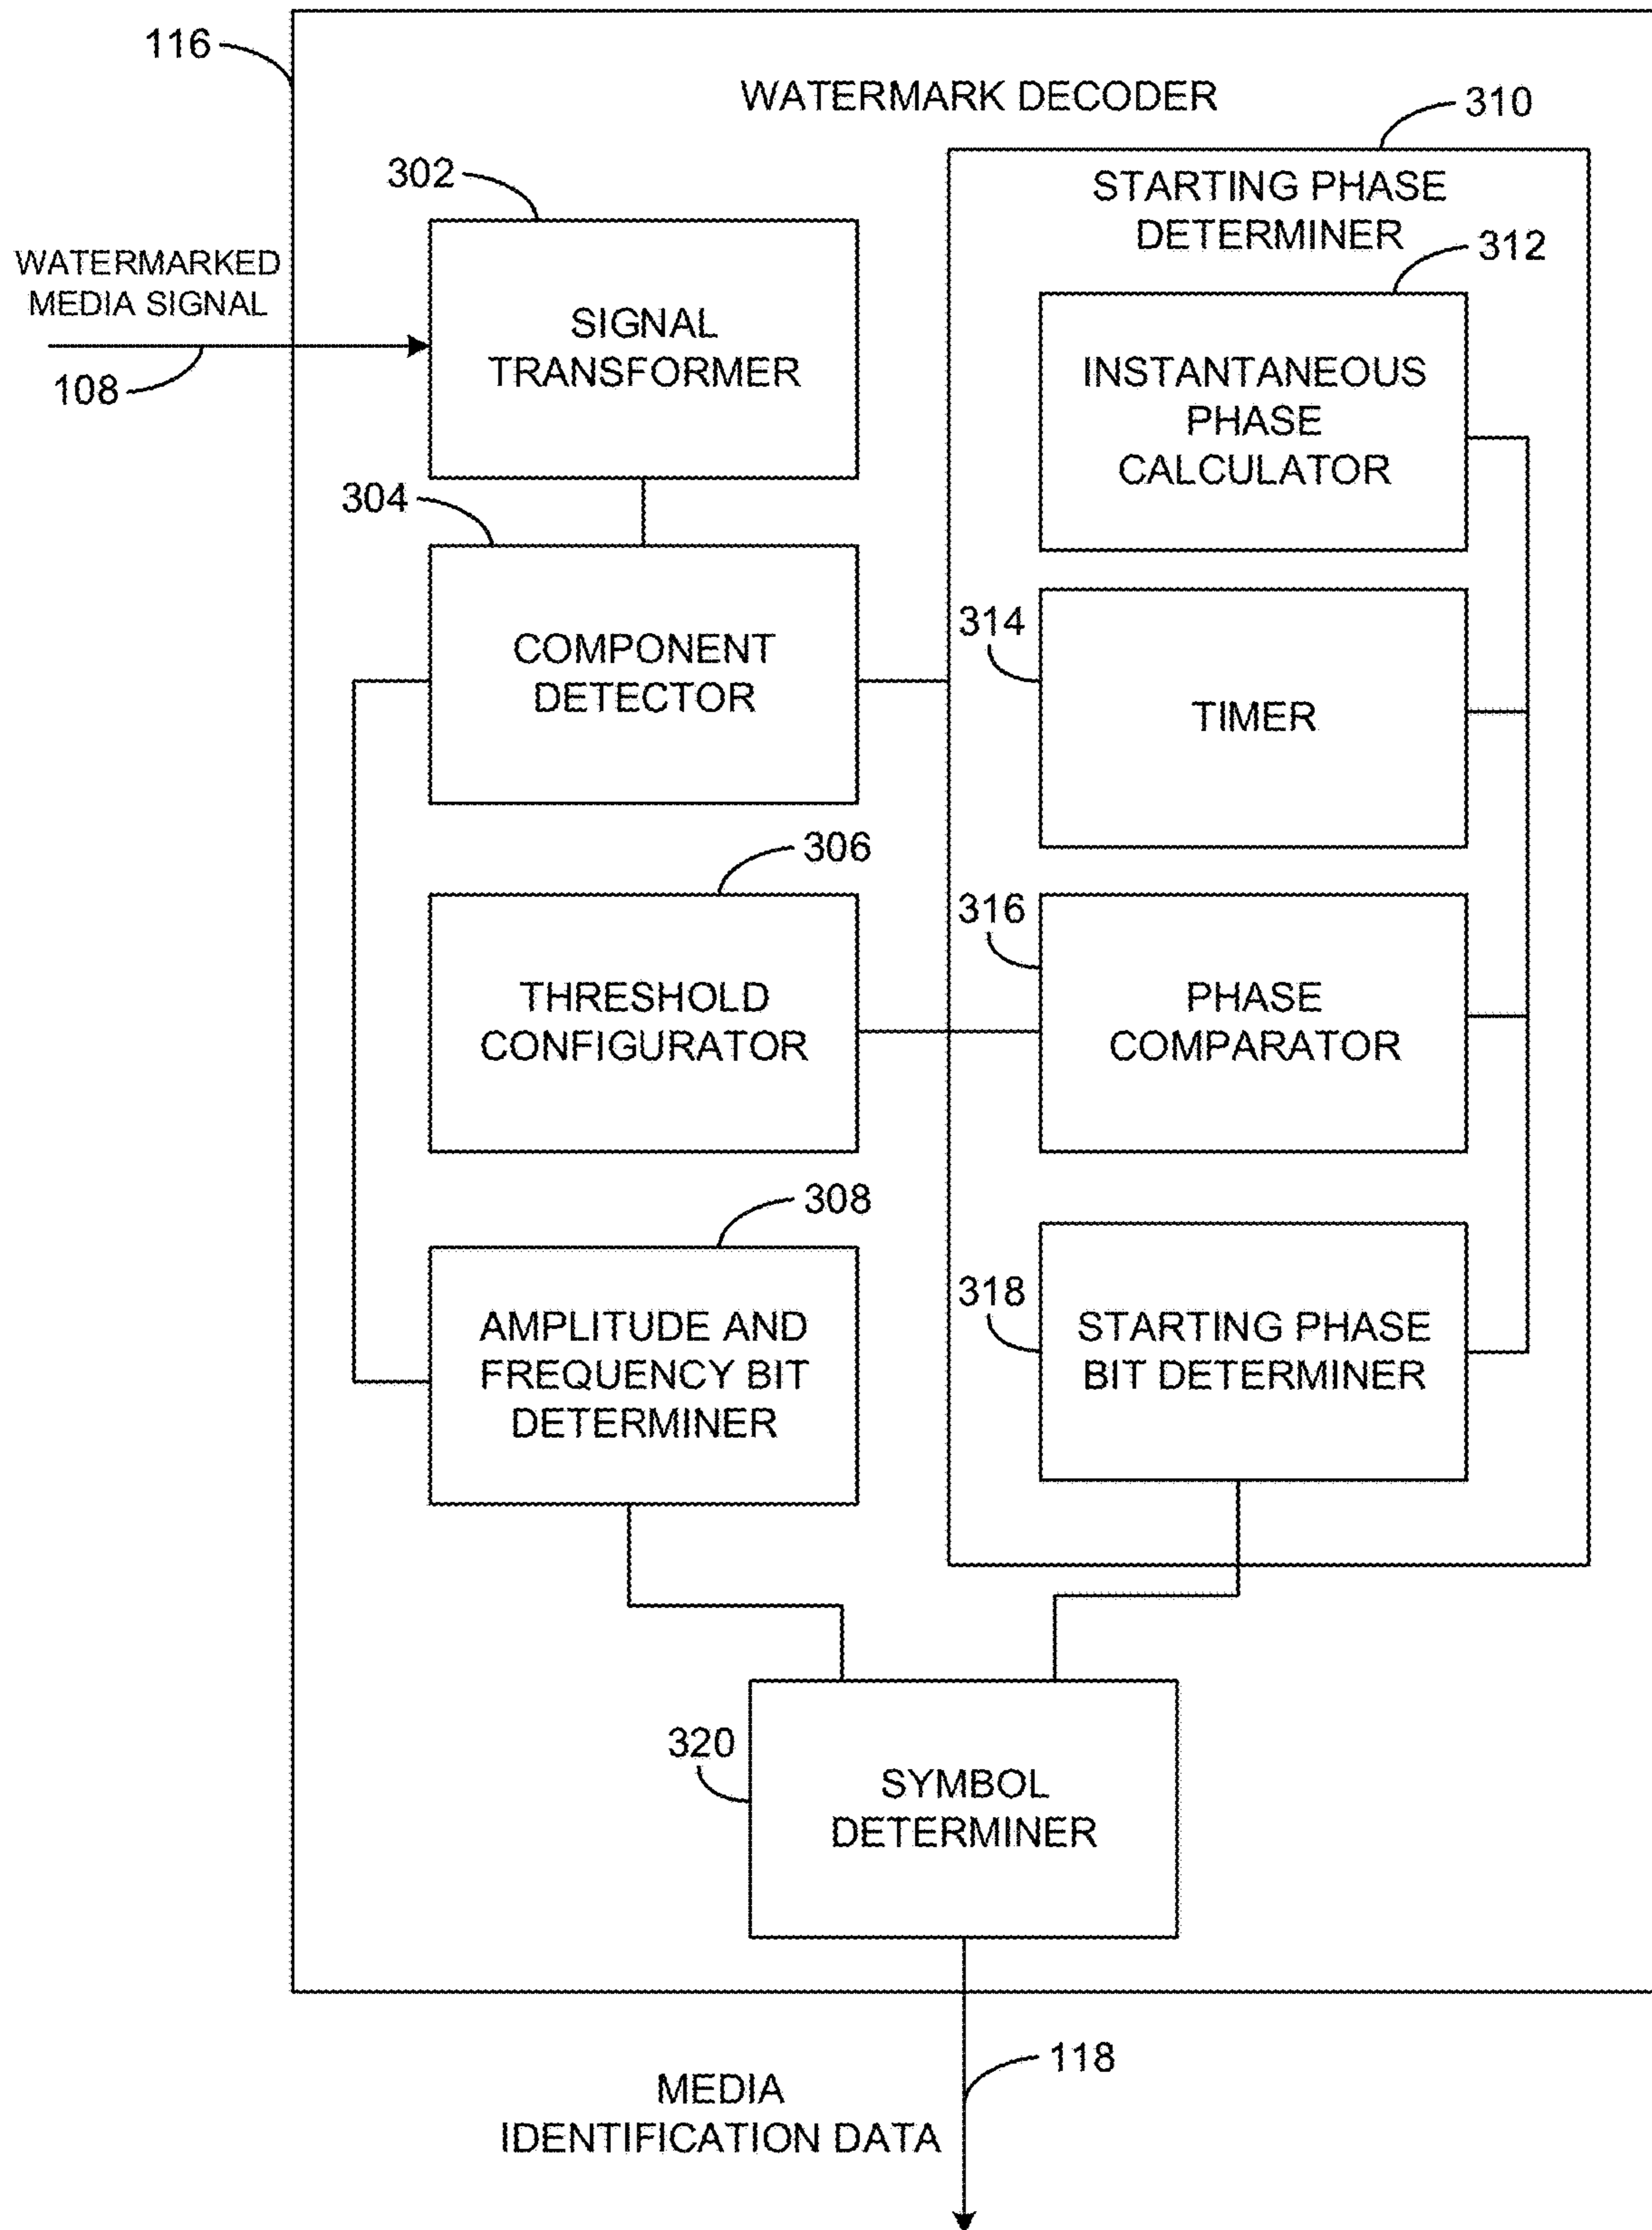 116
WATERMARK DECODER
310
302
STARTING PHASE
DETERMINER
312
WATERMARKED
MEDIA SIGNAL
108
SIGNAL
TRANSFORMER
INSTANTANEOUS
PHASE
CALCULATOR
304
COMPONENT
DETECTOR
314
TIMER
306
THRESHOLD
CONFIGURATOR
316
PHASE
COMPARATOR
308
AMPLITUDE AND
FREQUENCY BIT
DETERMINER
318
STARTING PHASE
BIT DETERMINER
320
SYMBOL
DETERMINER
118
MEDIA
IDENTIFICATION DATA